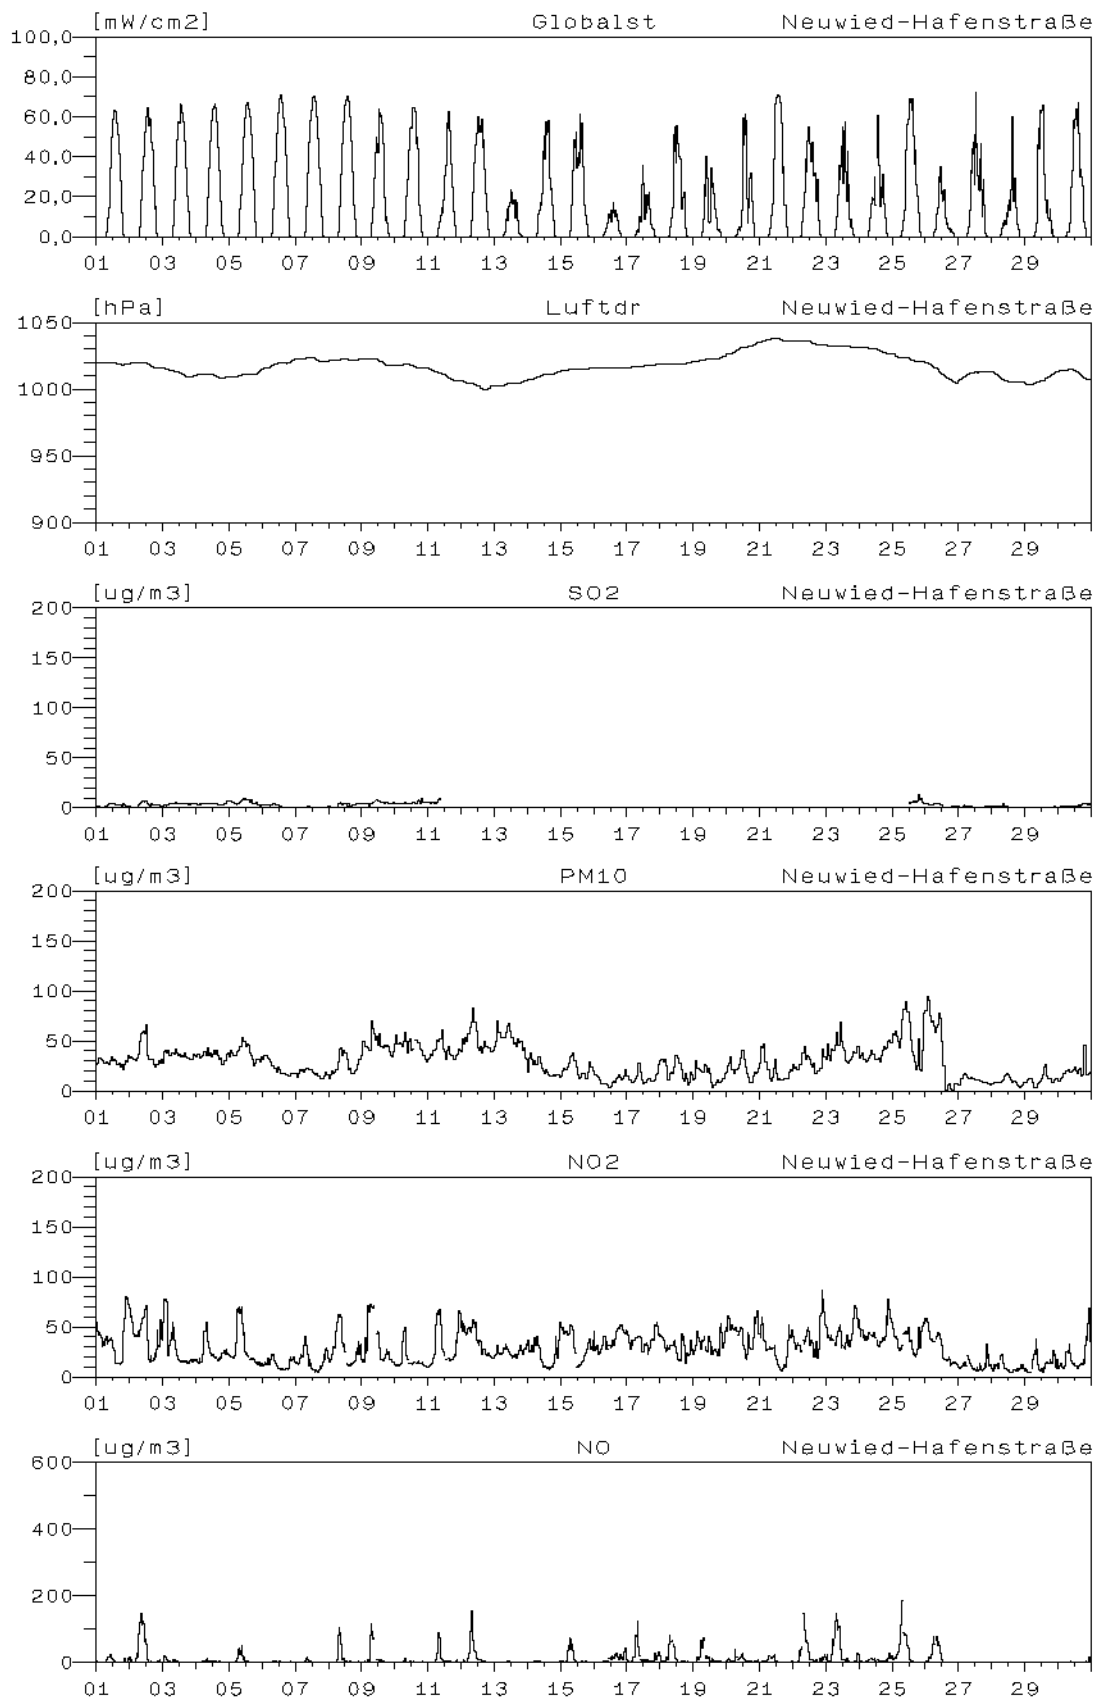 [mW/cm2] Globalst Neuwied-Hafenstraße
100,0
80,0
60,0
40,0
20,0
0,0
01 03 05 07 09 11 13 15 17 19 21 23 25 27 29
[hPa] Luftdr Neuwied-Hafenstraße
1050
1000
950
900
01 03 05 07 09 11 13 15 17 19 21 23 25 27 29
[ug/m3] SO2 Neuwied-Hafenstraße
200
150
100
50
0
01 03 05 07 09 11 13 15 17 19 21 23 25 27 29
[ug/m3] PM10 Neuwied-Hafenstraße
200
150
100
50
0
01 03 05 07 09 11 13 15 17 19 21 23 25 27 29
[ug/m3] NO2 Neuwied-Hafenstraße
200
150
100
50
0
01 03 05 07 09 11 13 15 17 19 21 23 25 27 29
[ug/m3] NO Neuwied-Hafenstraße
600
400
200
0
01 03 05 07 09 11 13 15 17 19 21 23 25 27 29